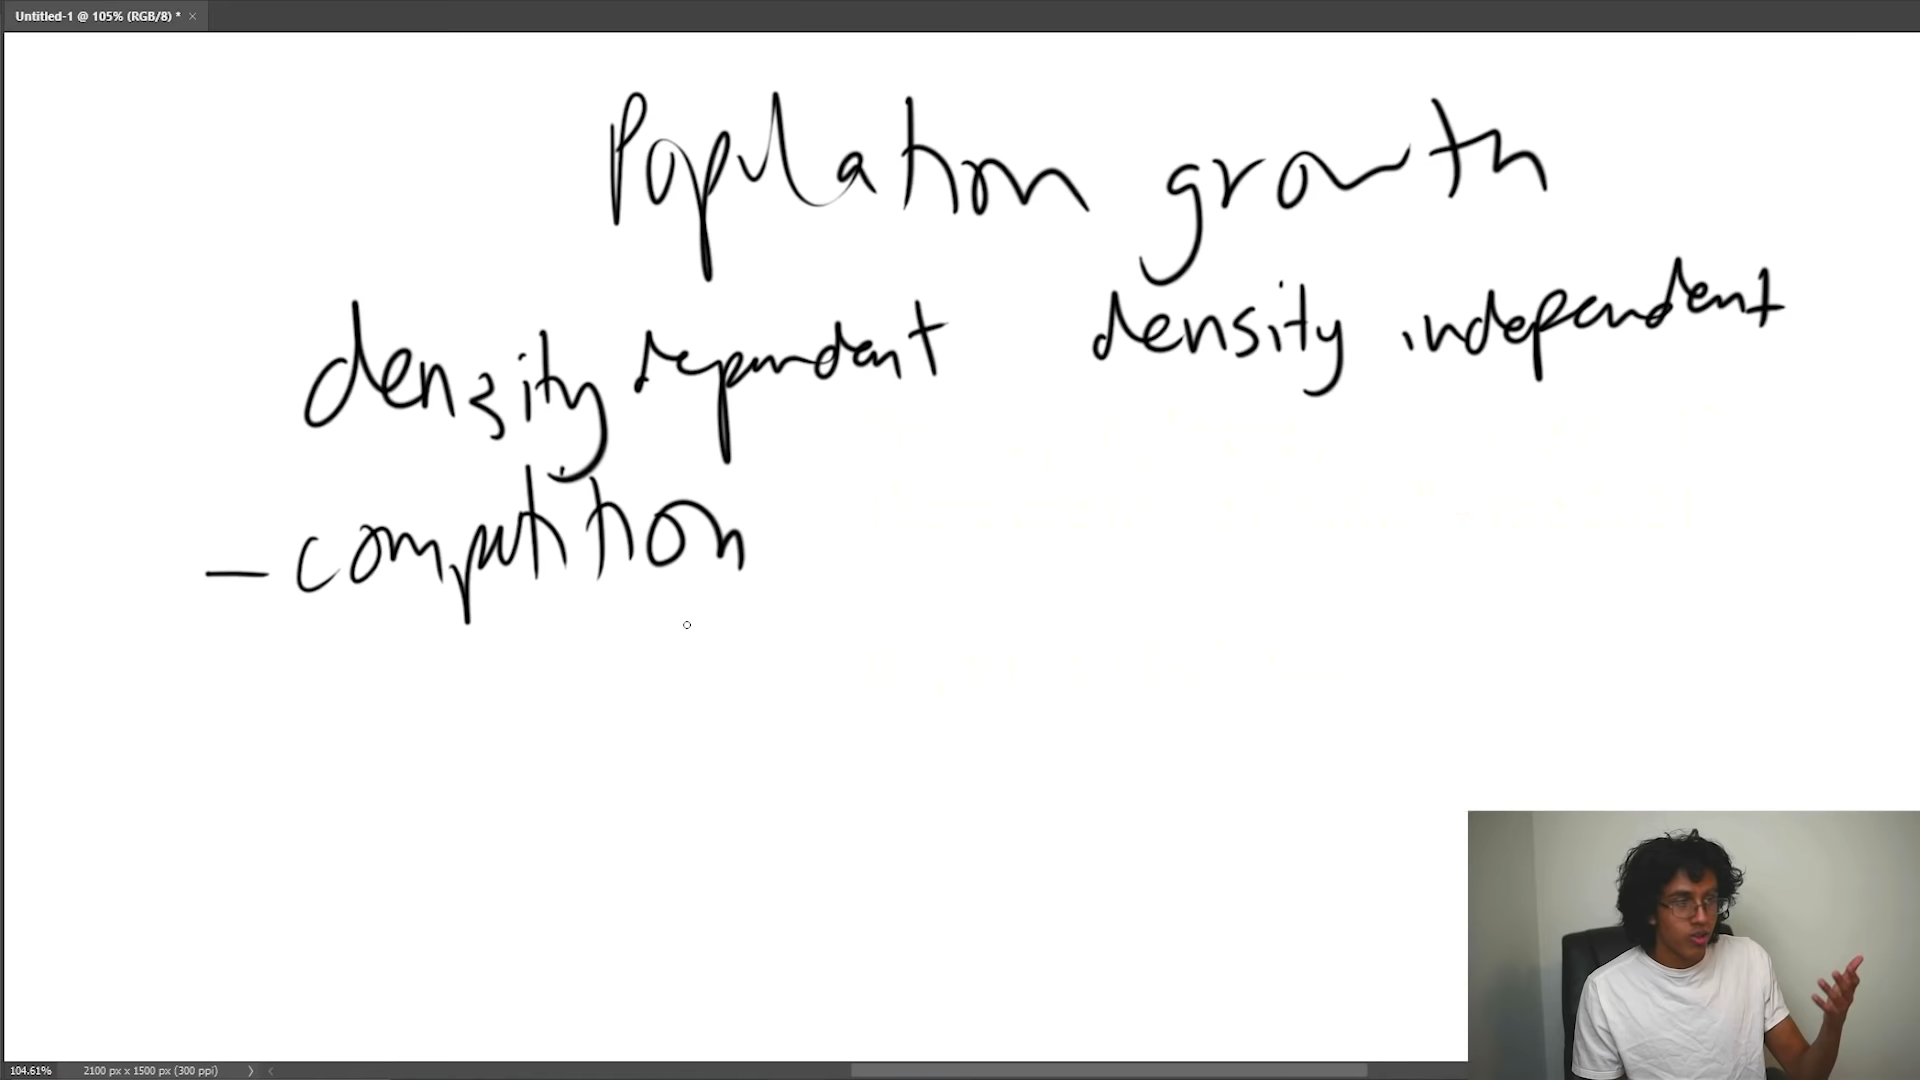 Untitled-1 @ 105% (RGB/8) * ×
Population growth
density dependent density independent
- competition
104.61% 2100 px x 1500 px (300 ppi)